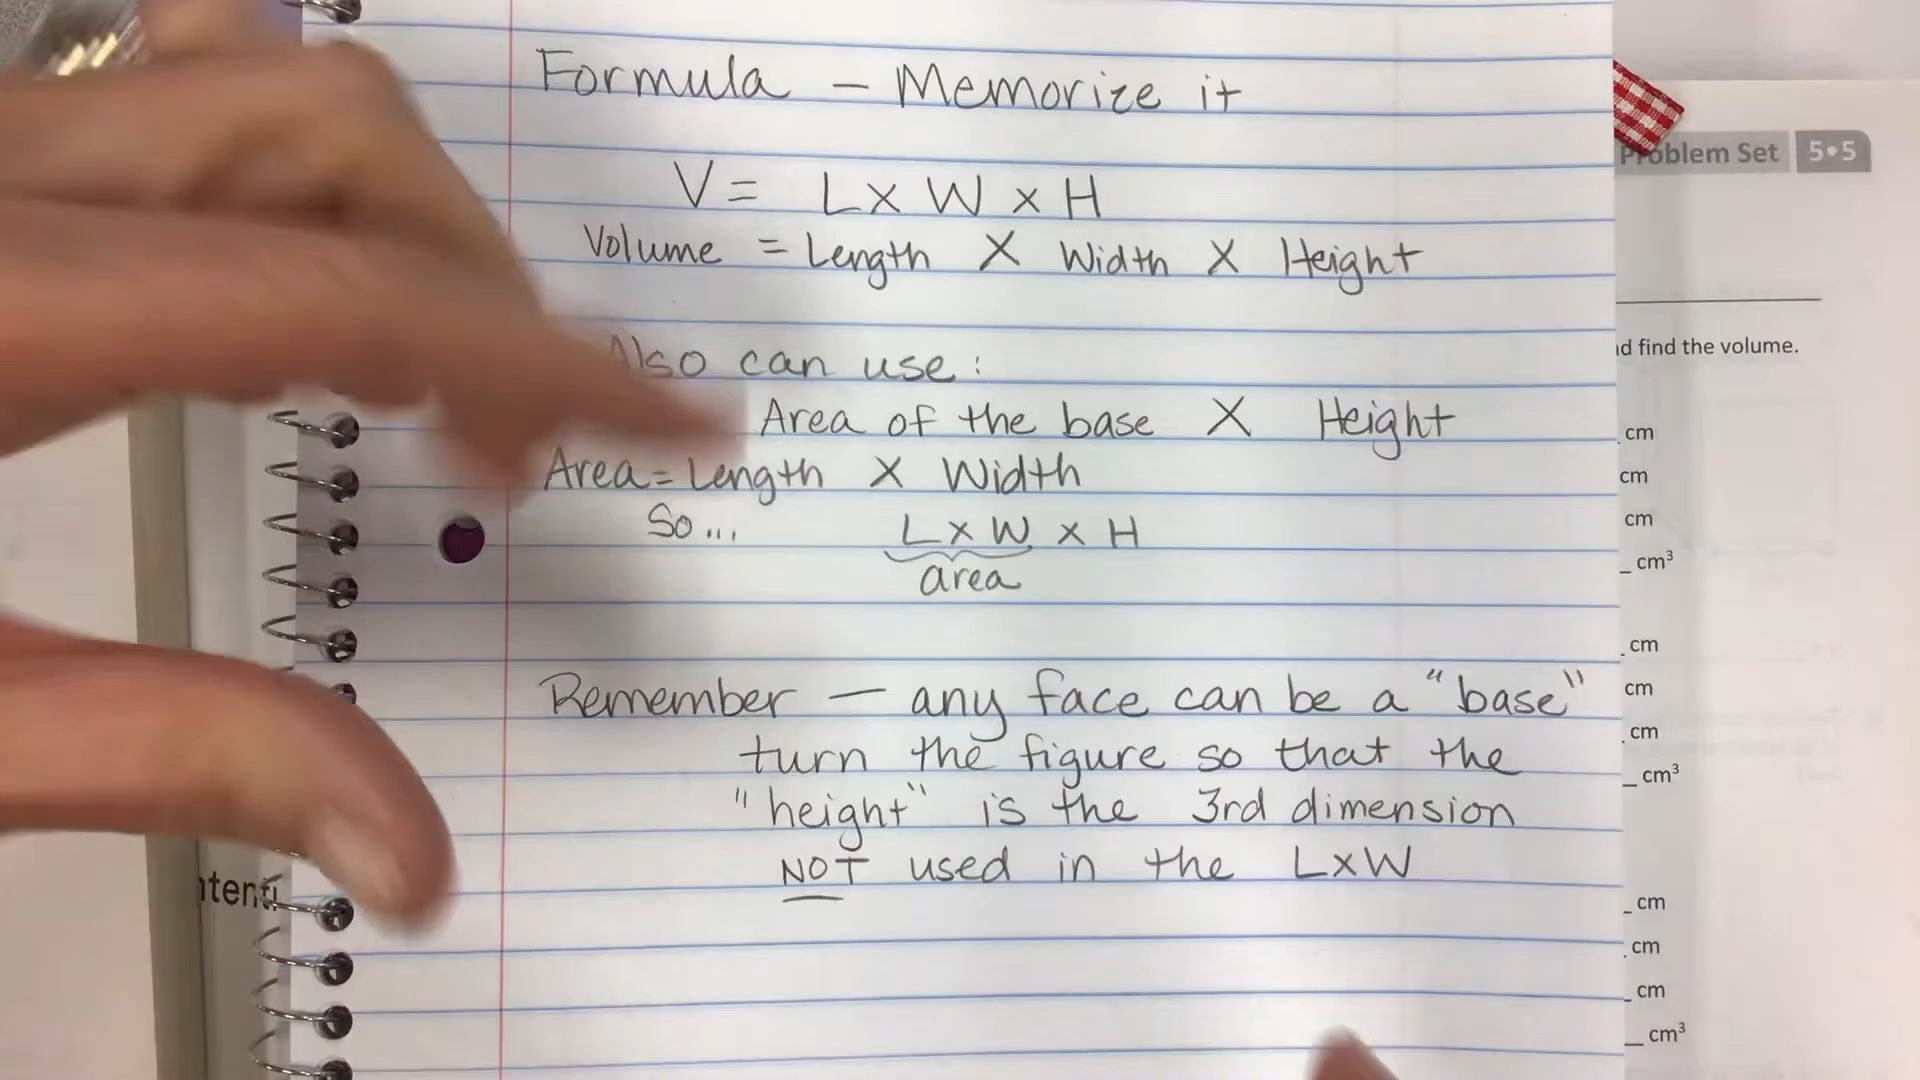 Formula – Memorize it
V = L x W x H
Volume = Length X Width X Height
Also can use:
Area of the base X Height
Area = Length X Width
So... L x W x H
area
Remember — any face can be a "base"
turn the figure so that the
"height" is the 3rd dimension
NOT used in the LxW
Problem Set 5•5
find the volume.
cm
cm
cm
cm³
cm
cm
cm
cm³
cm
cm
cm
cm³